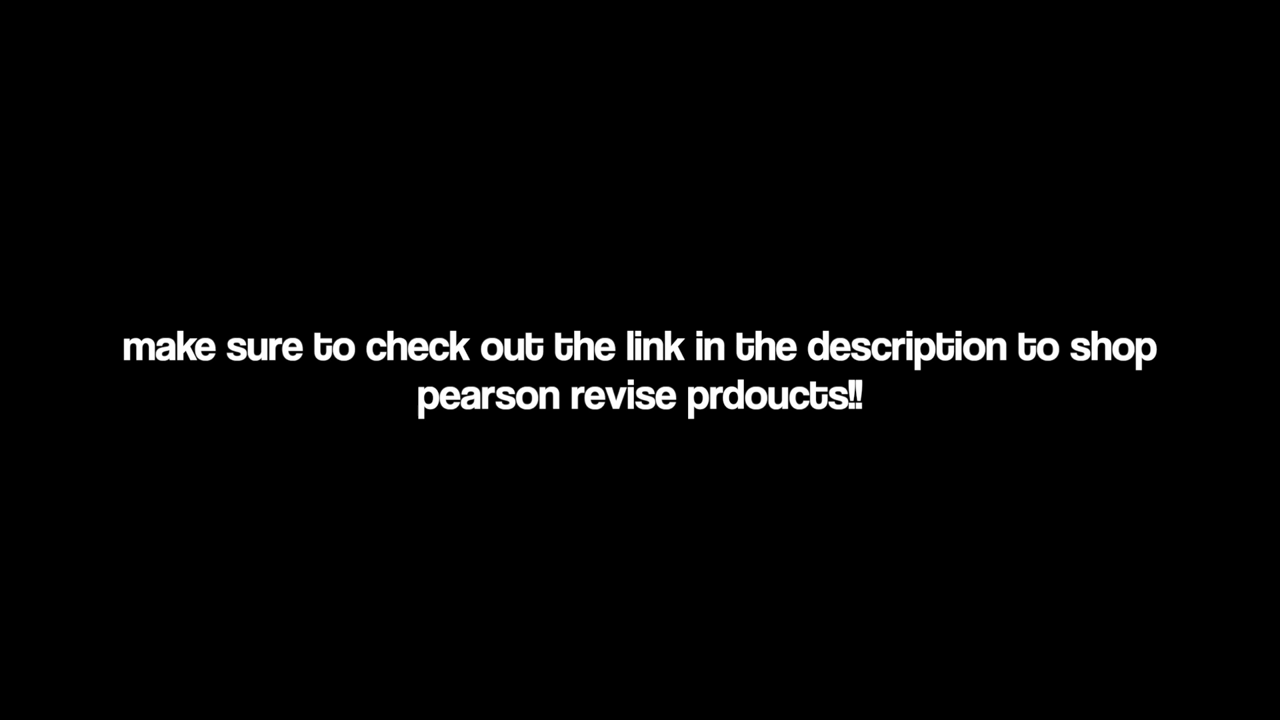 make sure to check out the link in the description to shop
pearson revise prdoucts!!